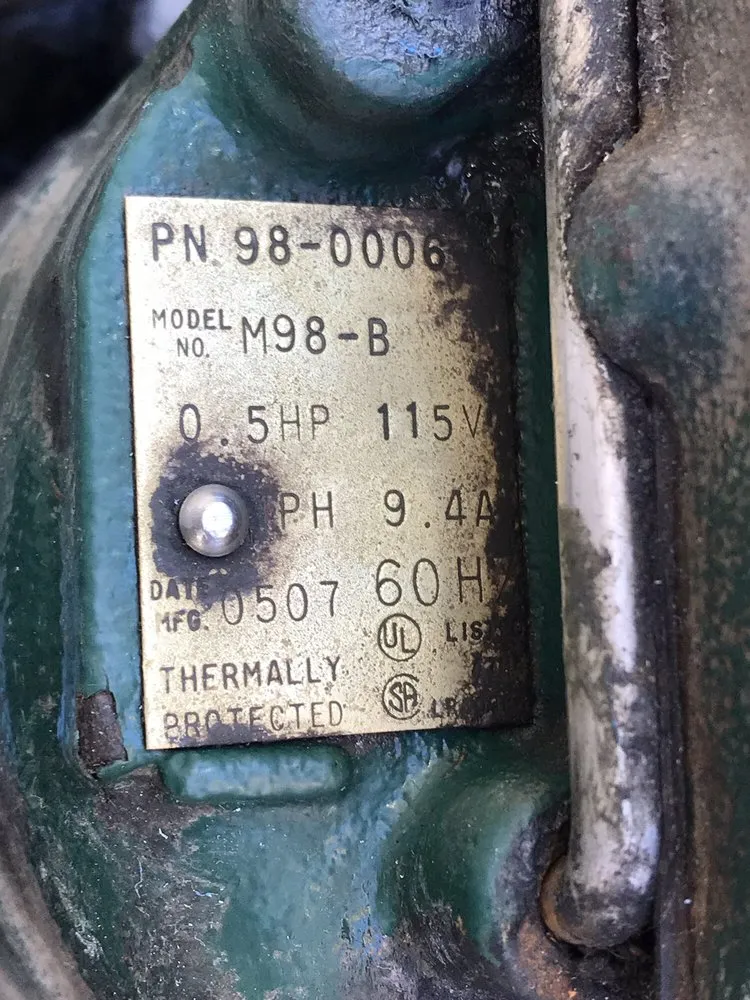 PN 98-0006
MODEL NO. M98-B
0.5HP 115V
PH 9.4A
DATE MFG. 0507 60H
UL
THERMALLY PROTECTED
SA